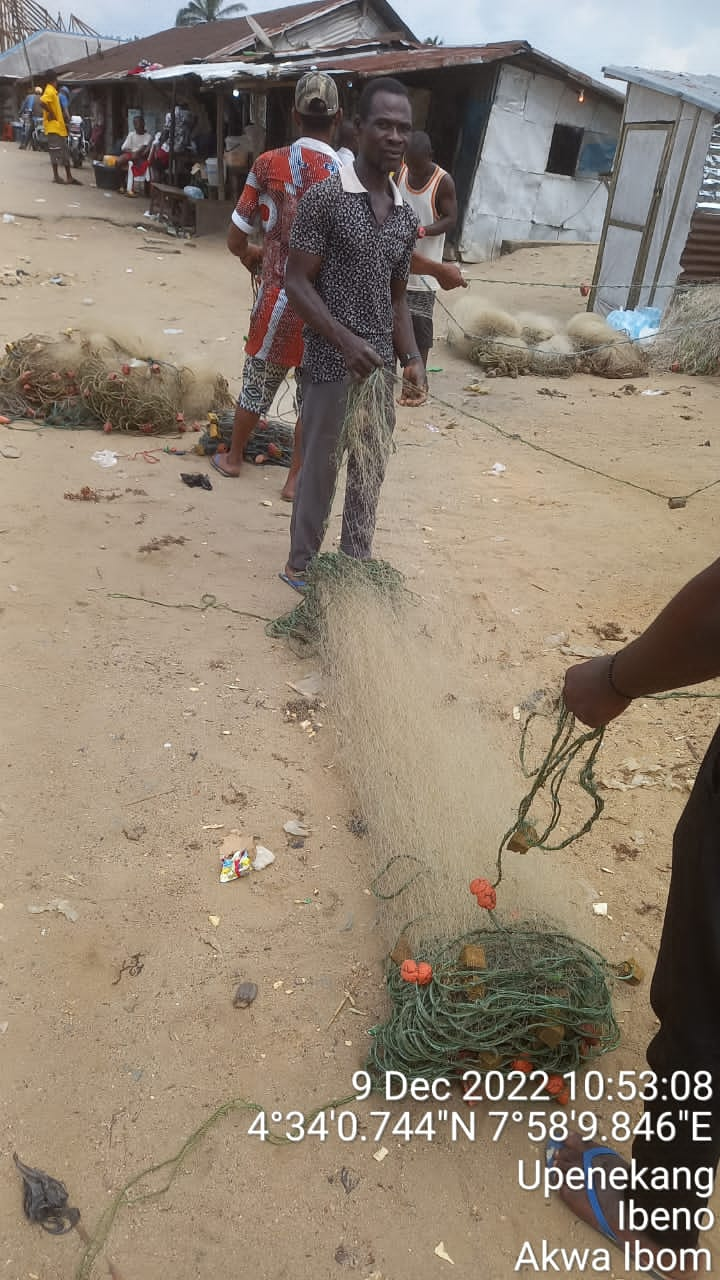 9 Dec 2022 10:53:08
4°34'0.744"N 7°58'9.846"E
Upenekang
Ibeno
Akwa Ibom